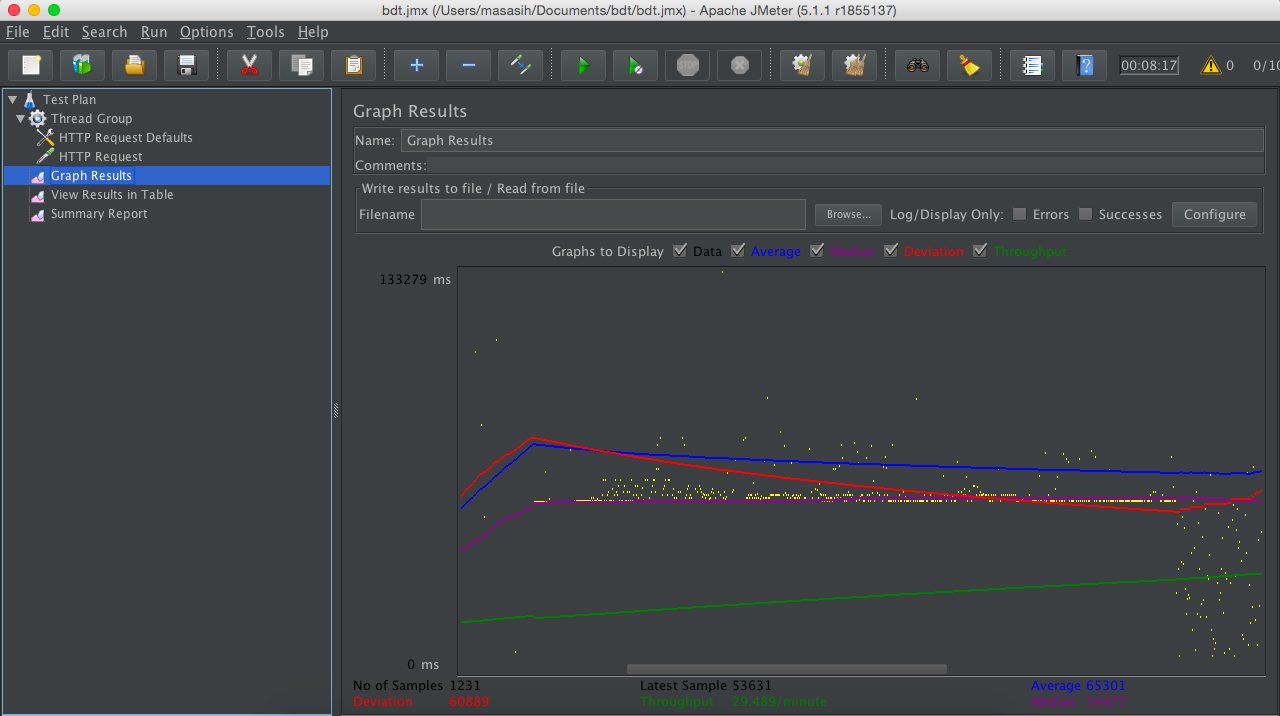 bdt.jmx (/Users/masasih/Documents/bdt/bdt.jmx) - Apache JMeter (5.1.1 r1855137)
File Edit Search Run Options Tools Help
STOP ? 00:08:17 0 0/10
Test Plan
Thread Group
HTTP Request Defaults
HTTP Request
Graph Results
View Results in Table
Summary Report
Graph Results
Name: Graph Results
Comments:
Write results to file / Read from file
Filename Browse... Log/Display Only: Errors Successes Configure
Graphs to Display Data Average Median Deviation Throughput
133279 ms
0 ms
No of Samples 1231 Latest Sample 53631 Average 65301
Deviation 60889 Throughput 29.489/minute Median